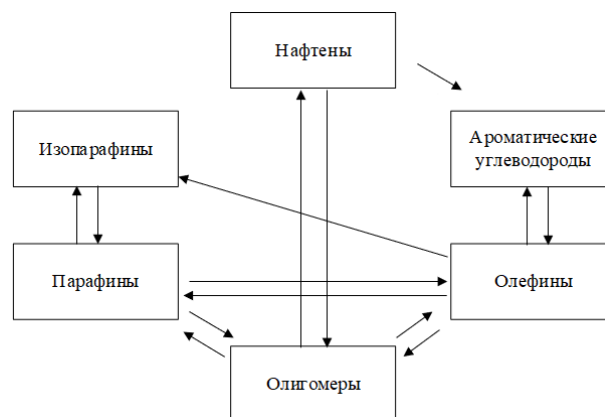 Нафтены
Изопарафины
Ароматические
углеводороды
Парафины
Олефины
Олигомеры